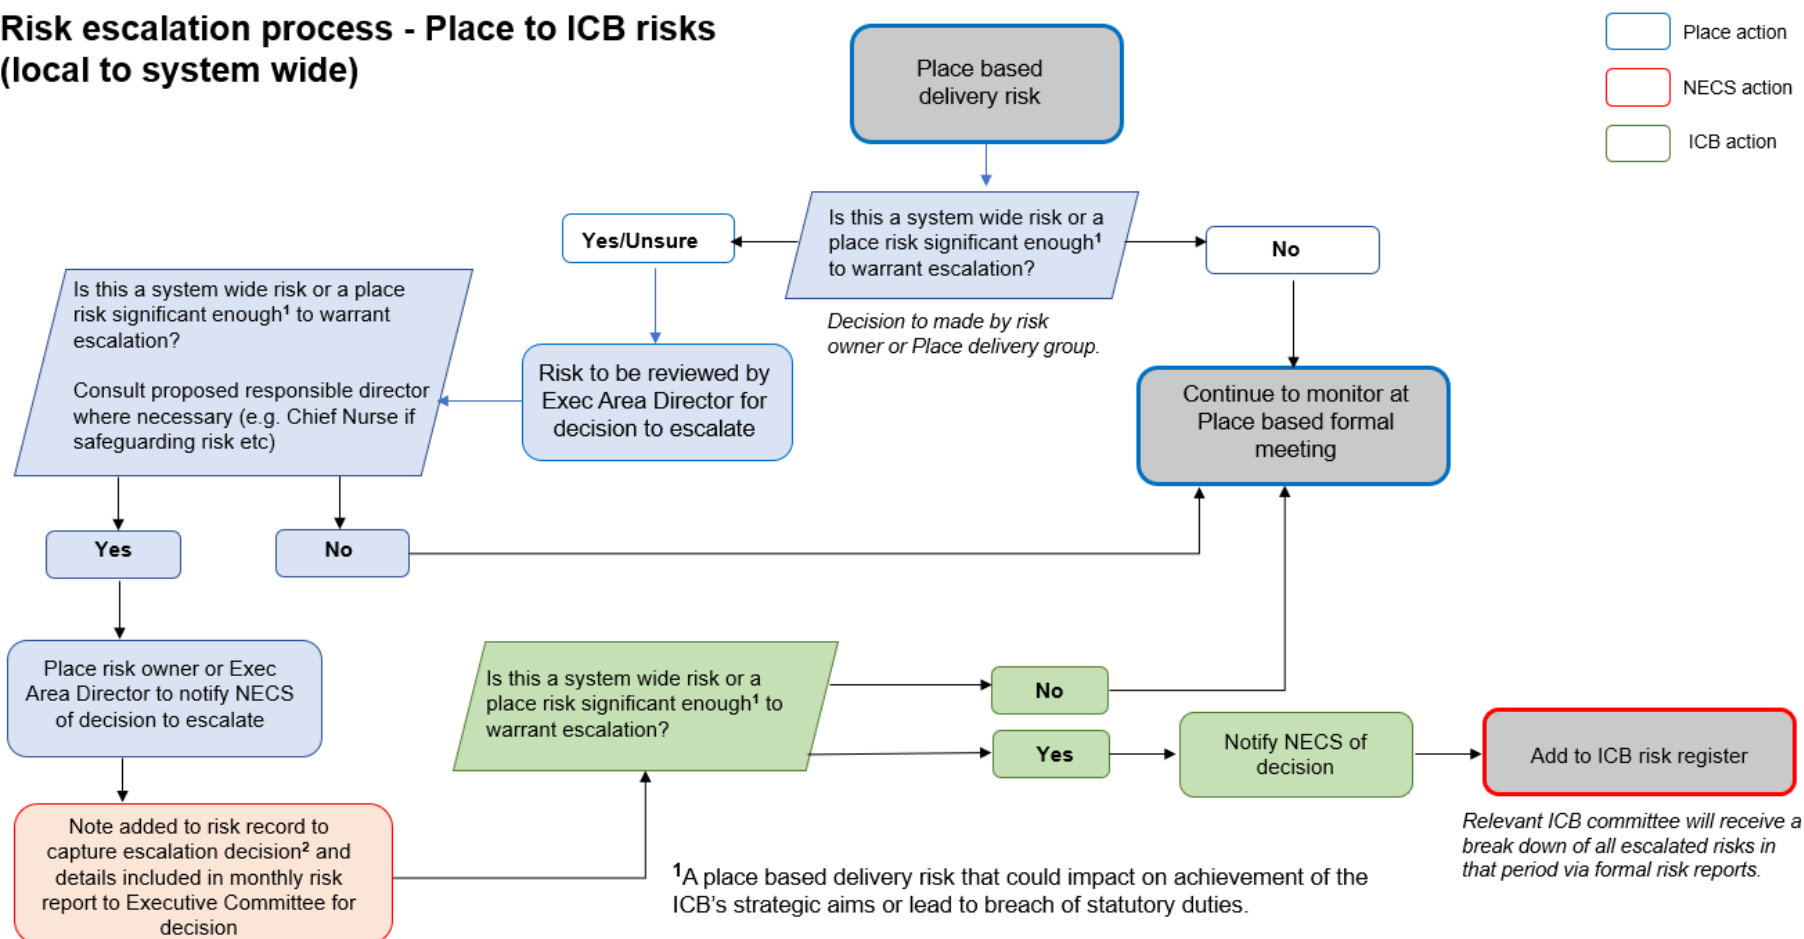 Risk escalation process - Place to ICB risks
(local to system wide)
Place action
NECS action
ICB action
Place based
delivery risk
Is this a system wide risk or a
place risk significant enough¹
to warrant escalation?
Decision to made by risk
owner or Place delivery group.
Yes/Unsure
No
Risk to be reviewed by
Exec Area Director for
decision to escalate
Is this a system wide risk or a place
risk significant enough¹ to warrant
escalation?
Consult proposed responsible director
where necessary (e.g. Chief Nurse if
safeguarding risk etc)
Continue to monitor at
Place based formal
meeting
Yes
No
Place risk owner or Exec
Area Director to notify NECS
of decision to escalate
Note added to risk record to
capture escalation decision² and
details included in monthly risk
report to Executive Committee for
decision
Is this a system wide risk or a
place risk significant enough¹ to
warrant escalation?
No
Yes
Notify NECS of
decision
Add to ICB risk register
Relevant ICB committee will receive a
break down of all escalated risks in
that period via formal risk reports.
¹A place based delivery risk that could impact on achievement of the
ICB’s strategic aims or lead to breach of statutory duties.